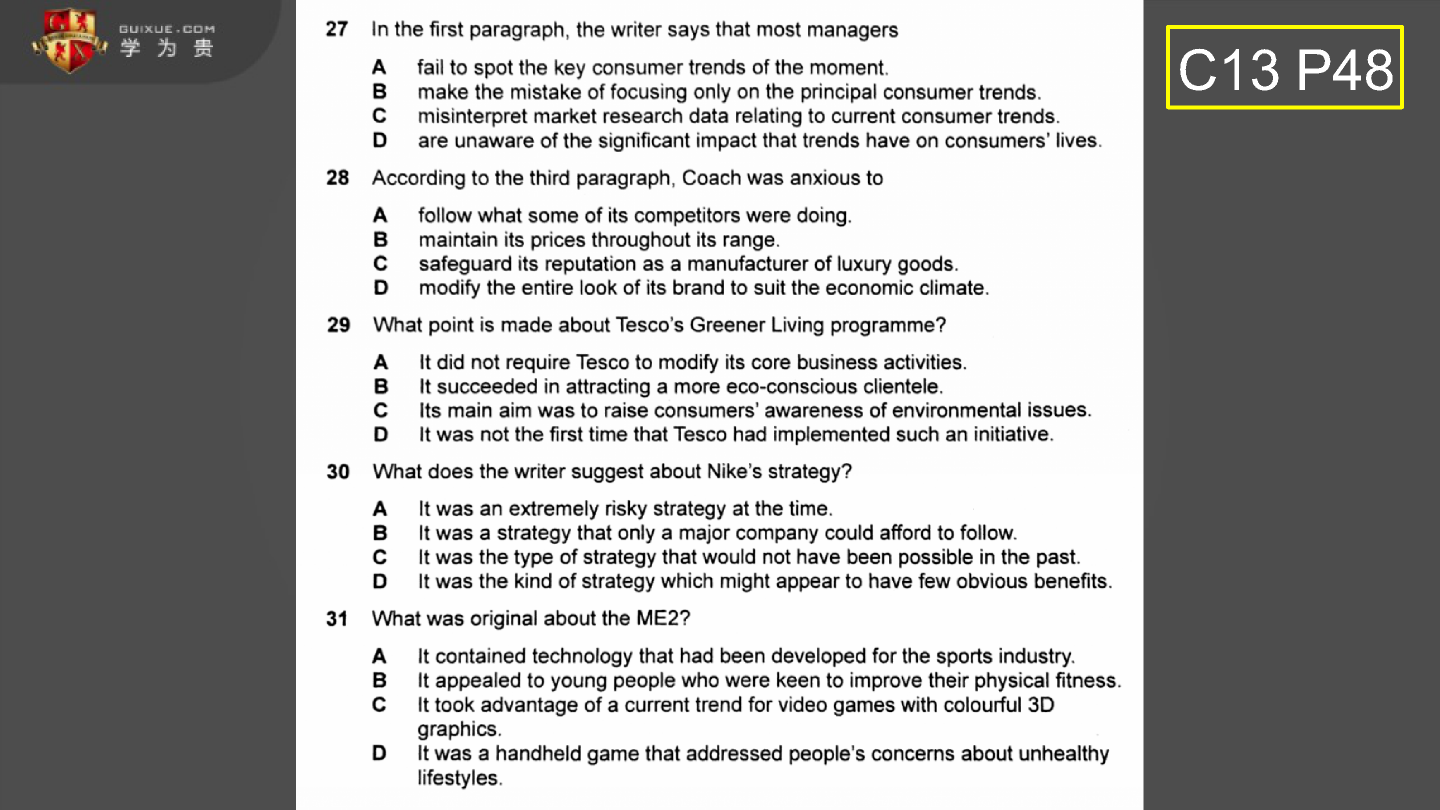 GUIXUE.COM
学 为 贵
C13 P48
27 In the first paragraph, the writer says that most managers
A fail to spot the key consumer trends of the moment.
B make the mistake of focusing only on the principal consumer trends.
C misinterpret market research data relating to current consumer trends.
D are unaware of the significant impact that trends have on consumers' lives.
28 According to the third paragraph, Coach was anxious to
A follow what some of its competitors were doing.
B maintain its prices throughout its range.
C safeguard its reputation as a manufacturer of luxury goods.
D modify the entire look of its brand to suit the economic climate.
29 What point is made about Tesco's Greener Living programme?
A It did not require Tesco to modify its core business activities.
B It succeeded in attracting a more eco-conscious clientele.
C Its main aim was to raise consumers' awareness of environmental issues.
D It was not the first time that Tesco had implemented such an initiative.
30 What does the writer suggest about Nike's strategy?
A It was an extremely risky strategy at the time.
B It was a strategy that only a major company could afford to follow.
C It was the type of strategy that would not have been possible in the past.
D It was the kind of strategy which might appear to have few obvious benefits.
31 What was original about the ME2?
A It contained technology that had been developed for the sports industry.
B It appealed to young people who were keen to improve their physical fitness.
C It took advantage of a current trend for video games with colourful 3D
graphics.
D It was a handheld game that addressed people's concerns about unhealthy
lifestyles.